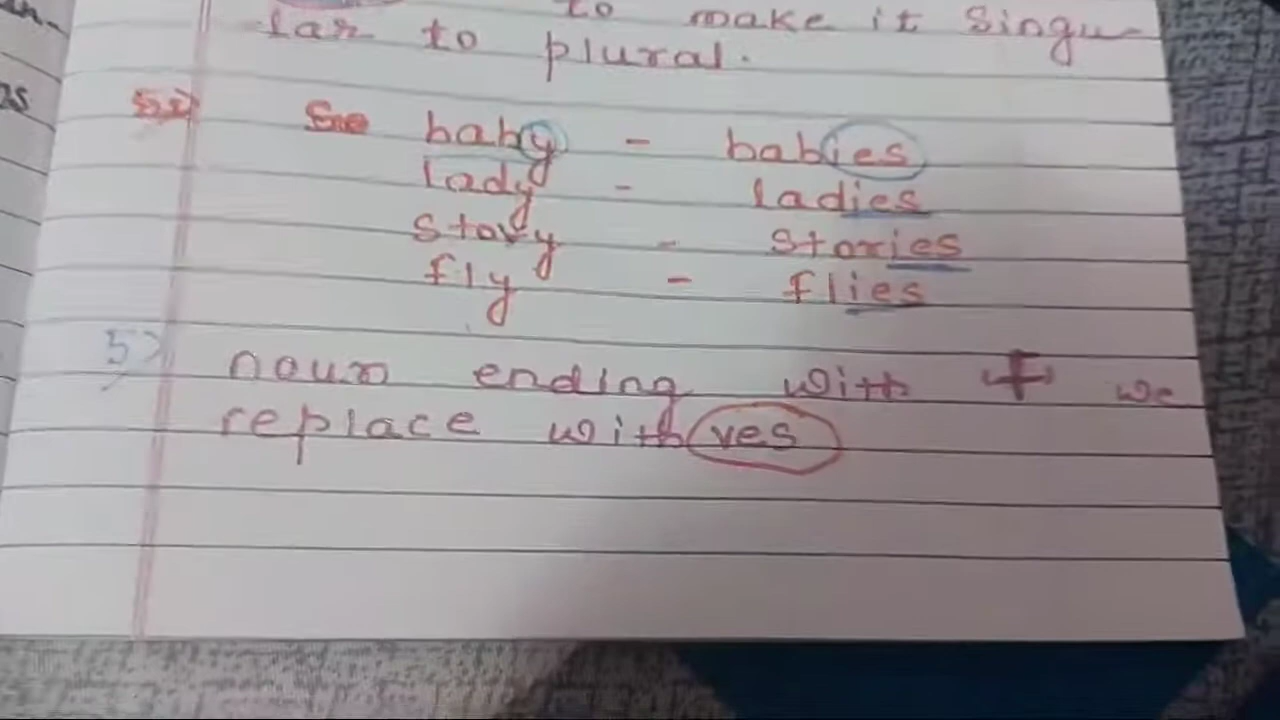 to make it Singu-
lar to plural.
baby - babies
lady - ladies
story - stories
fly - flies
5) noun ending with f we
replace with ves